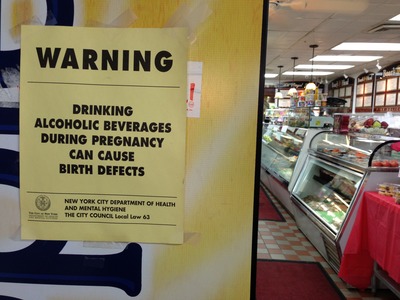 WARNING
DRINKING
ALCOHOLIC BEVERAGES
DURING PREGNANCY
CAN CAUSE
BIRTH DEFECTS
NEW YORK CITY DEPARTMENT OF HEALTH
AND MENTAL HYGIENE
THE CITY COUNCIL Local Law 63